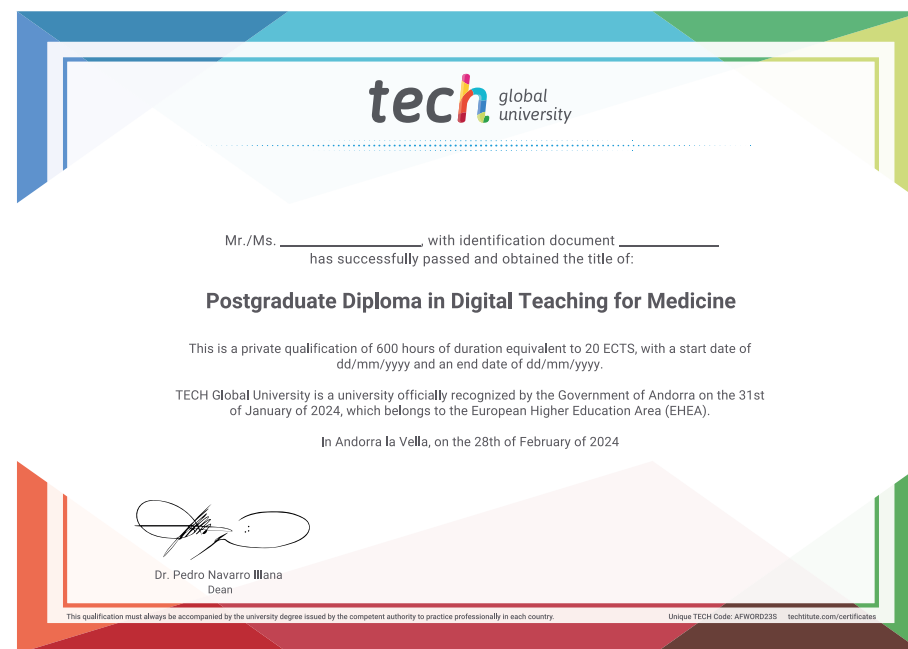 tech global university
Mr./Ms. ____________________, with identification document ______________
has successfully passed and obtained the title of:
Postgraduate Diploma in Digital Teaching for Medicine
This is a private qualification of 600 hours of duration equivalent to 20 ECTS, with a start date of
dd/mm/yyyy and an end date of dd/mm/yyyy.
TECH Global University is a university officially recognized by the Government of Andorra on the 31st
of January of 2024, which belongs to the European Higher Education Area (EHEA).
In Andorra la Vella, on the 28th of February of 2024
Dr. Pedro Navarro Illana
Dean
This qualification must always be accompanied by the university degree issued by the competent authority to practice professionally in each country.
Unique TECH Code: AFWORD23S techtitute.com/certificates